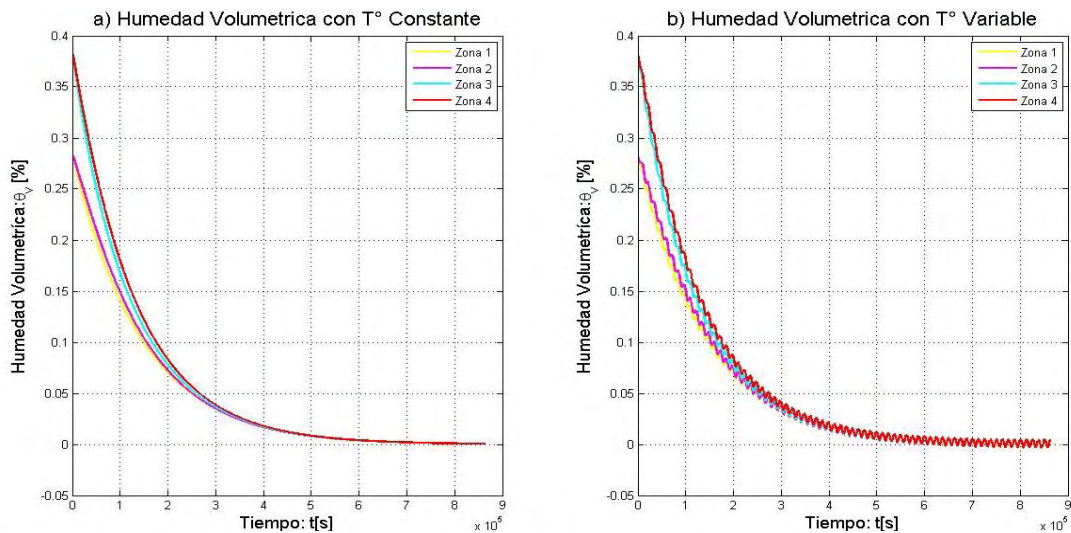 a) Humedad Volumetrica con T° Constante
0.4
0.35
0.3
0.25
0.2
0.15
0.1
0.05
0
-0.05
Humedad Volumetrica:θV [%]
Zona 1
Zona 2
Zona 3
Zona 4
0 1 2 3 4 5 6 7 8 9
x 10^5
Tiempo: t[s]
b) Humedad Volumetrica con T° Variable
0.4
0.35
0.3
0.25
0.2
0.15
0.1
0.05
0
-0.05
Humedad Volumetrica:θV [%]
Zona 1
Zona 2
Zona 3
Zona 4
0 1 2 3 4 5 6 7 8 9
x 10^5
Tiempo: t[s]